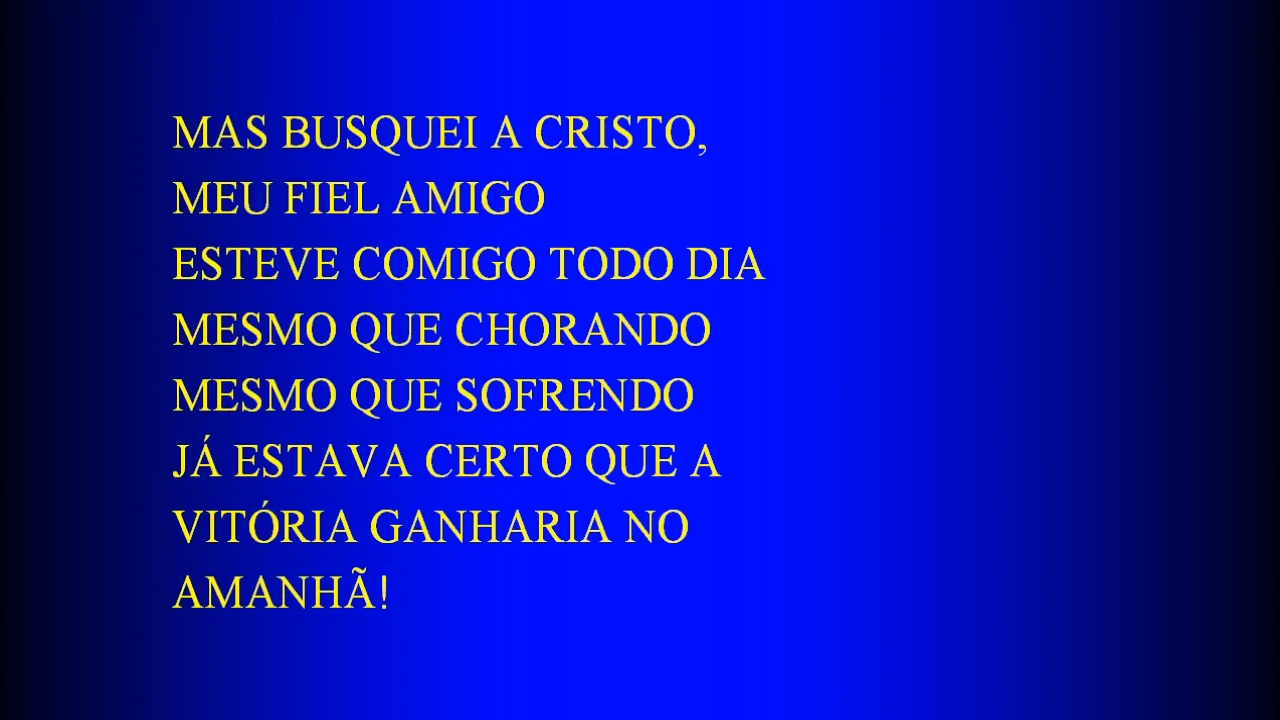 MAS BUSQUEI A CRISTO,
MEU FIEL AMIGO
ESTEVE COMIGO TODO DIA
MESMO QUE CHORANDO
MESMO QUE SOFRENDO
JÁ ESTAVA CERTO QUE A
VITÓRIA GANHARIA NO
AMANHÃ!